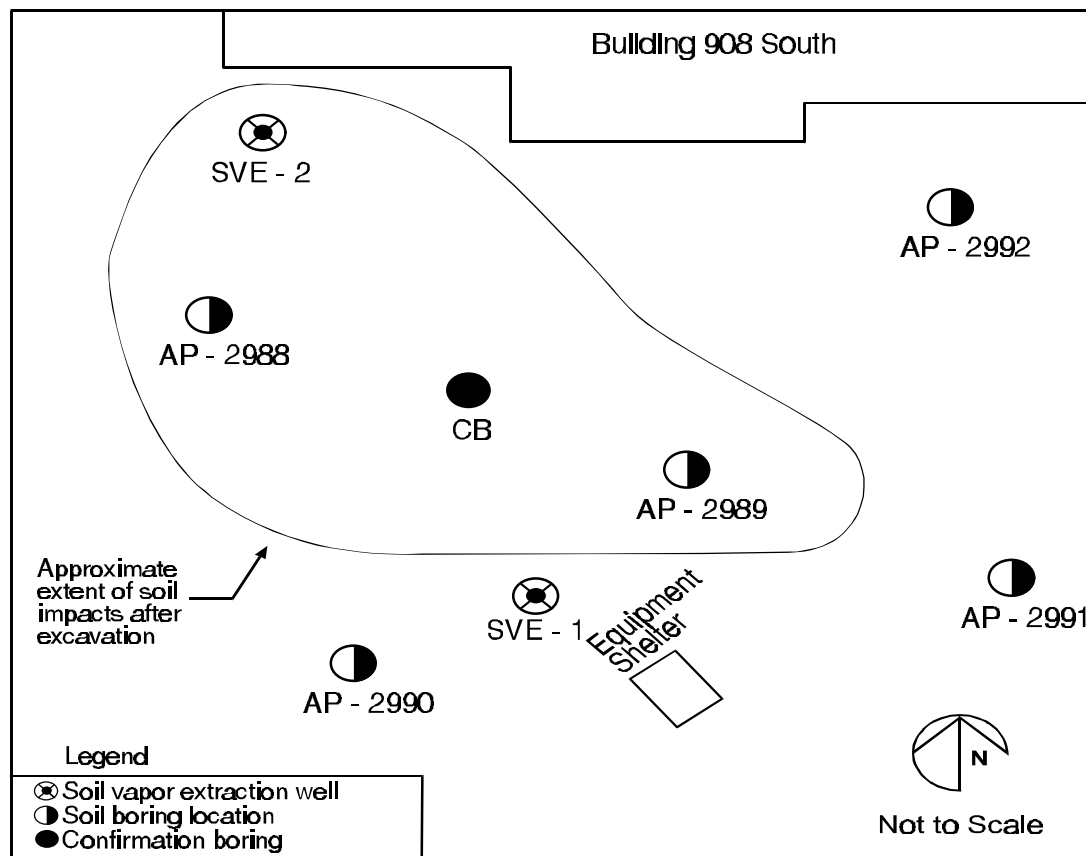 Building 908 South
SVE - 2
AP - 2992
AP - 2988
CB
AP - 2989
Approximate
extent of soil
impacts after
excavation
SVE - 1
Equipment
Shelter
AP - 2991
AP - 2990
N
Not to Scale
Legend
Soil vapor extraction well
Soil boring location
Confirmation boring